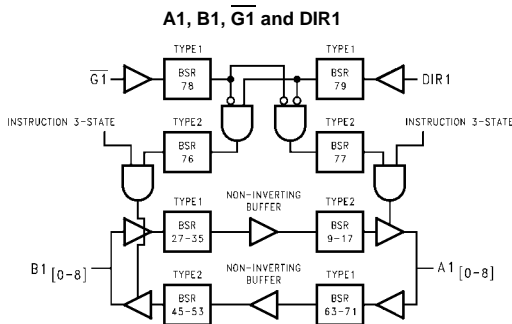 A1, B1, G1 and DIR1
TYPE1
TYPE1
G1
BSR
78
BSR
79
DIR1
INSTRUCTION 3-STATE
TYPE2
TYPE2
INSTRUCTION 3-STATE
BSR
76
BSR
77
TYPE1
NON-INVERTING
BUFFER
TYPE2
BSR
27-35
BSR
9-17
B1 [0-8]
A1 [0-8]
TYPE2
NON-INVERTING
BUFFER
TYPE1
BSR
45-53
BSR
63-71